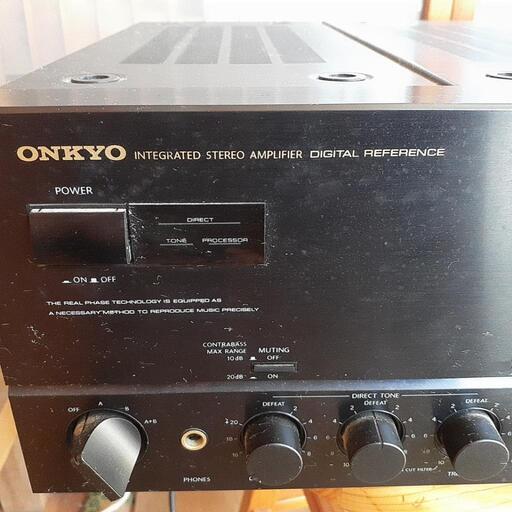 ONKYO INTEGRATED STEREO AMPLIFIER DIGITAL REFERENCE
POWER
DIRECT
TONE PROCESSOR
ON OFF
THE REAL PHASE TECHNOLOGY IS EQUIPPED AS
A NECESSARY METHOD TO REPRODUCE MUSIC PRECISELY
CONTRABASS
MAX RANGE MUTING
10dB OFF
20dB ON
DIRECT TONE
OFF A B A+B
DEFEAT DEFEAT DEFEAT
PHONES
CUT FILTER